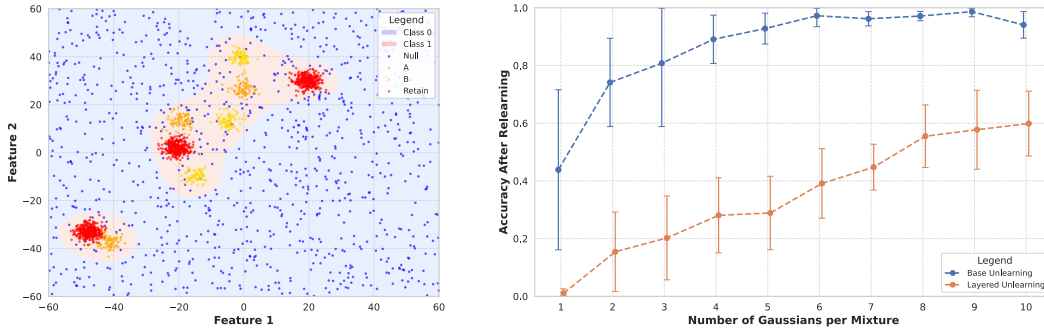 60
40
20
0
−20
−40
−60
−60
−40
−20
0
20
40
60
Feature 2
Feature 1
Legend
Class 0
Class 1
Null
A
B
Retain
1.0
0.8
0.6
0.4
0.2
0.0
1
2
3
4
5
6
7
8
9
10
Accuracy After Relearning
Number of Gaussians per Mixture
Legend
Base Unlearning
Layered Unlearning